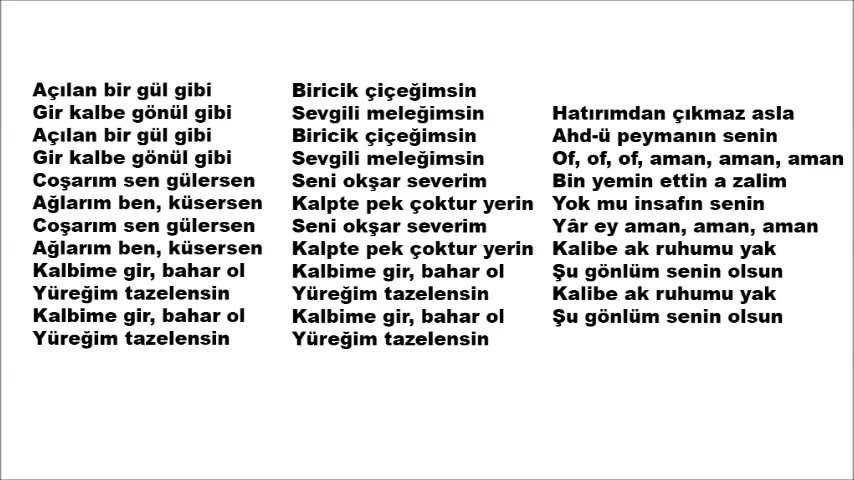 Açılan bir gül gibi
Gir kalbe gönül gibi
Açılan bir gül gibi
Gir kalbe gönül gibi
Coşarım sen gülersen
Ağlarım ben, küsersen
Coşarım sen gülersen
Ağlarım ben, küsersen
Kalbime gir, bahar ol
Yüreğim tazelensin
Kalbime gir, bahar ol
Yüreğim tazelensin
Biricik çiçeğimsin
Sevgili meleğimsin
Biricik çiçeğimsin
Sevgili meleğimsin
Seni okşar severim
Kalpte pek çoktur yerin
Seni okşar severim
Kalpte pek çoktur yerin
Kalbime gir, bahar ol
Yüreğim tazelensin
Kalbime gir, bahar ol
Yüreğim tazelensin
Hatırımdan çıkmaz asla
Ahd-ü peymanın senin
Of, of, of, aman, aman, aman
Bin yemin ettin a zalim
Yok mu insafın senin
Yâr ey aman, aman, aman
Kalibe ak ruhumu yak
Şu gönlüm senin olsun
Kalibe ak ruhumu yak
Şu gönlüm senin olsun